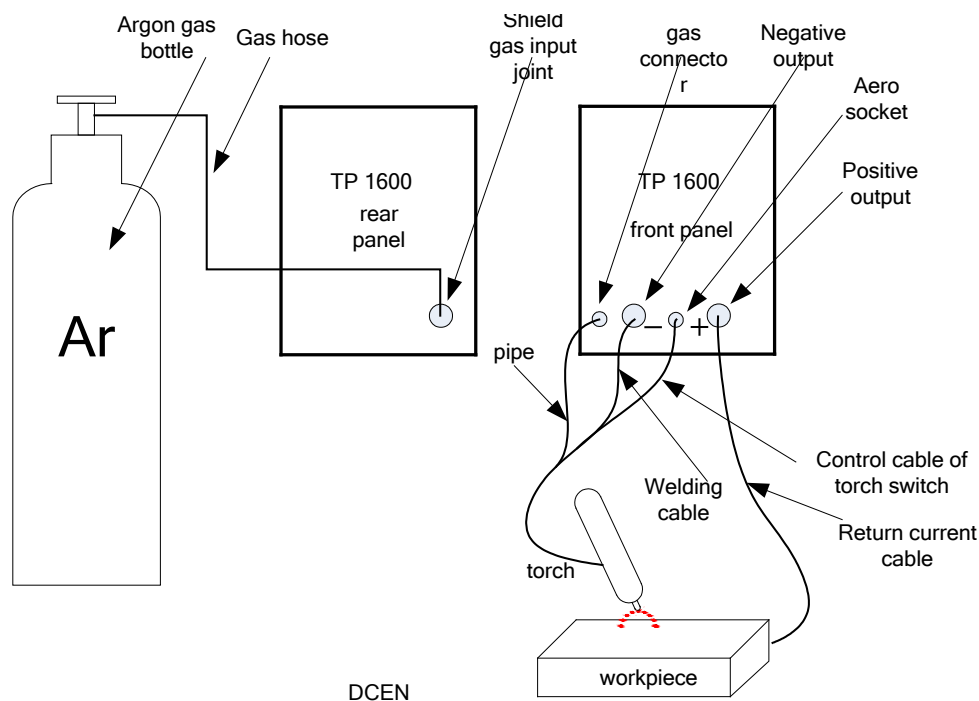 Argon gas
bottle
Gas hose
Shield
gas input
joint
gas
connecto
r
Negative
output
Aero
socket
Positive
output
TP 1600
rear
panel
TP 1600
front panel
Ar
− +
pipe
Welding
cable
Control cable of
torch switch
Return current
cable
torch
workpiece
DCEN